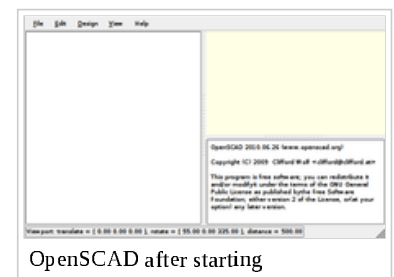 File Edit Design View Help
OpenSCAD 2010.06.26 (www.openscad.org)
Copyright (C) 2009 Clifford Wolf <clifford@clifford.at>
This program is free software; you can redistribute it
and/or modify it under the terms of the GNU General
Public License as published by the Free Software
Foundation; either version 2 of the License, or (at your
option) any later version.
Viewport: translate = [ 0.00 0.00 0.00 ], rotate = [ 55.00 0.00 325.00 ], distance = 500.00
OpenSCAD after starting